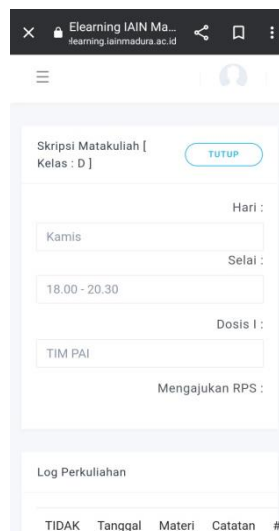 Elearning IAIN Ma...
elearning.iainmadura.ac.id
Skripsi Matakuliah [
Kelas : D ]
TUTUP
Hari :
Kamis
Selai :
18.00 - 20.30
Dosis I :
TIM PAI
Mengajukan RPS :
Log Perkuliahan
TIDAK Tanggal Materi Catatan #